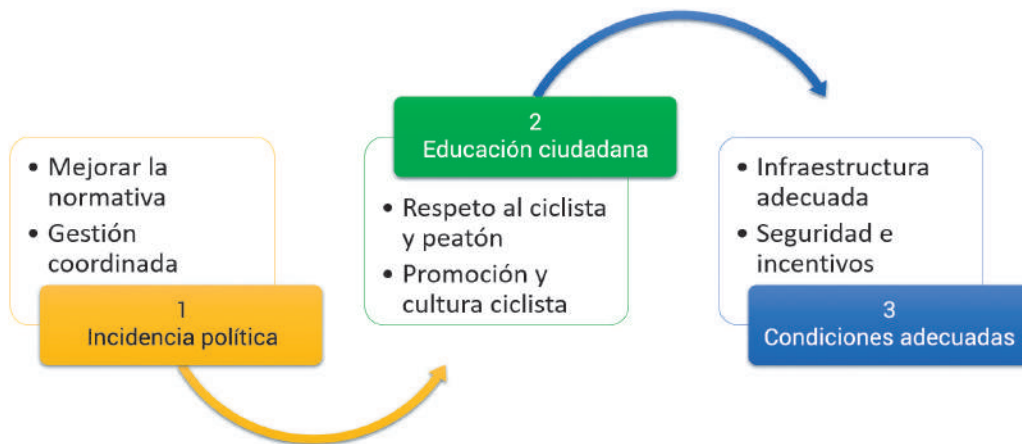 • Mejorar la
normativa
• Gestión
coordinada
1
Incidencia política
2
Educación ciudadana
• Respeto al ciclista
y peatón
• Promoción y
cultura ciclista
• Infraestructura
adecuada
• Seguridad e
incentivos
3
Condiciones adecuadas